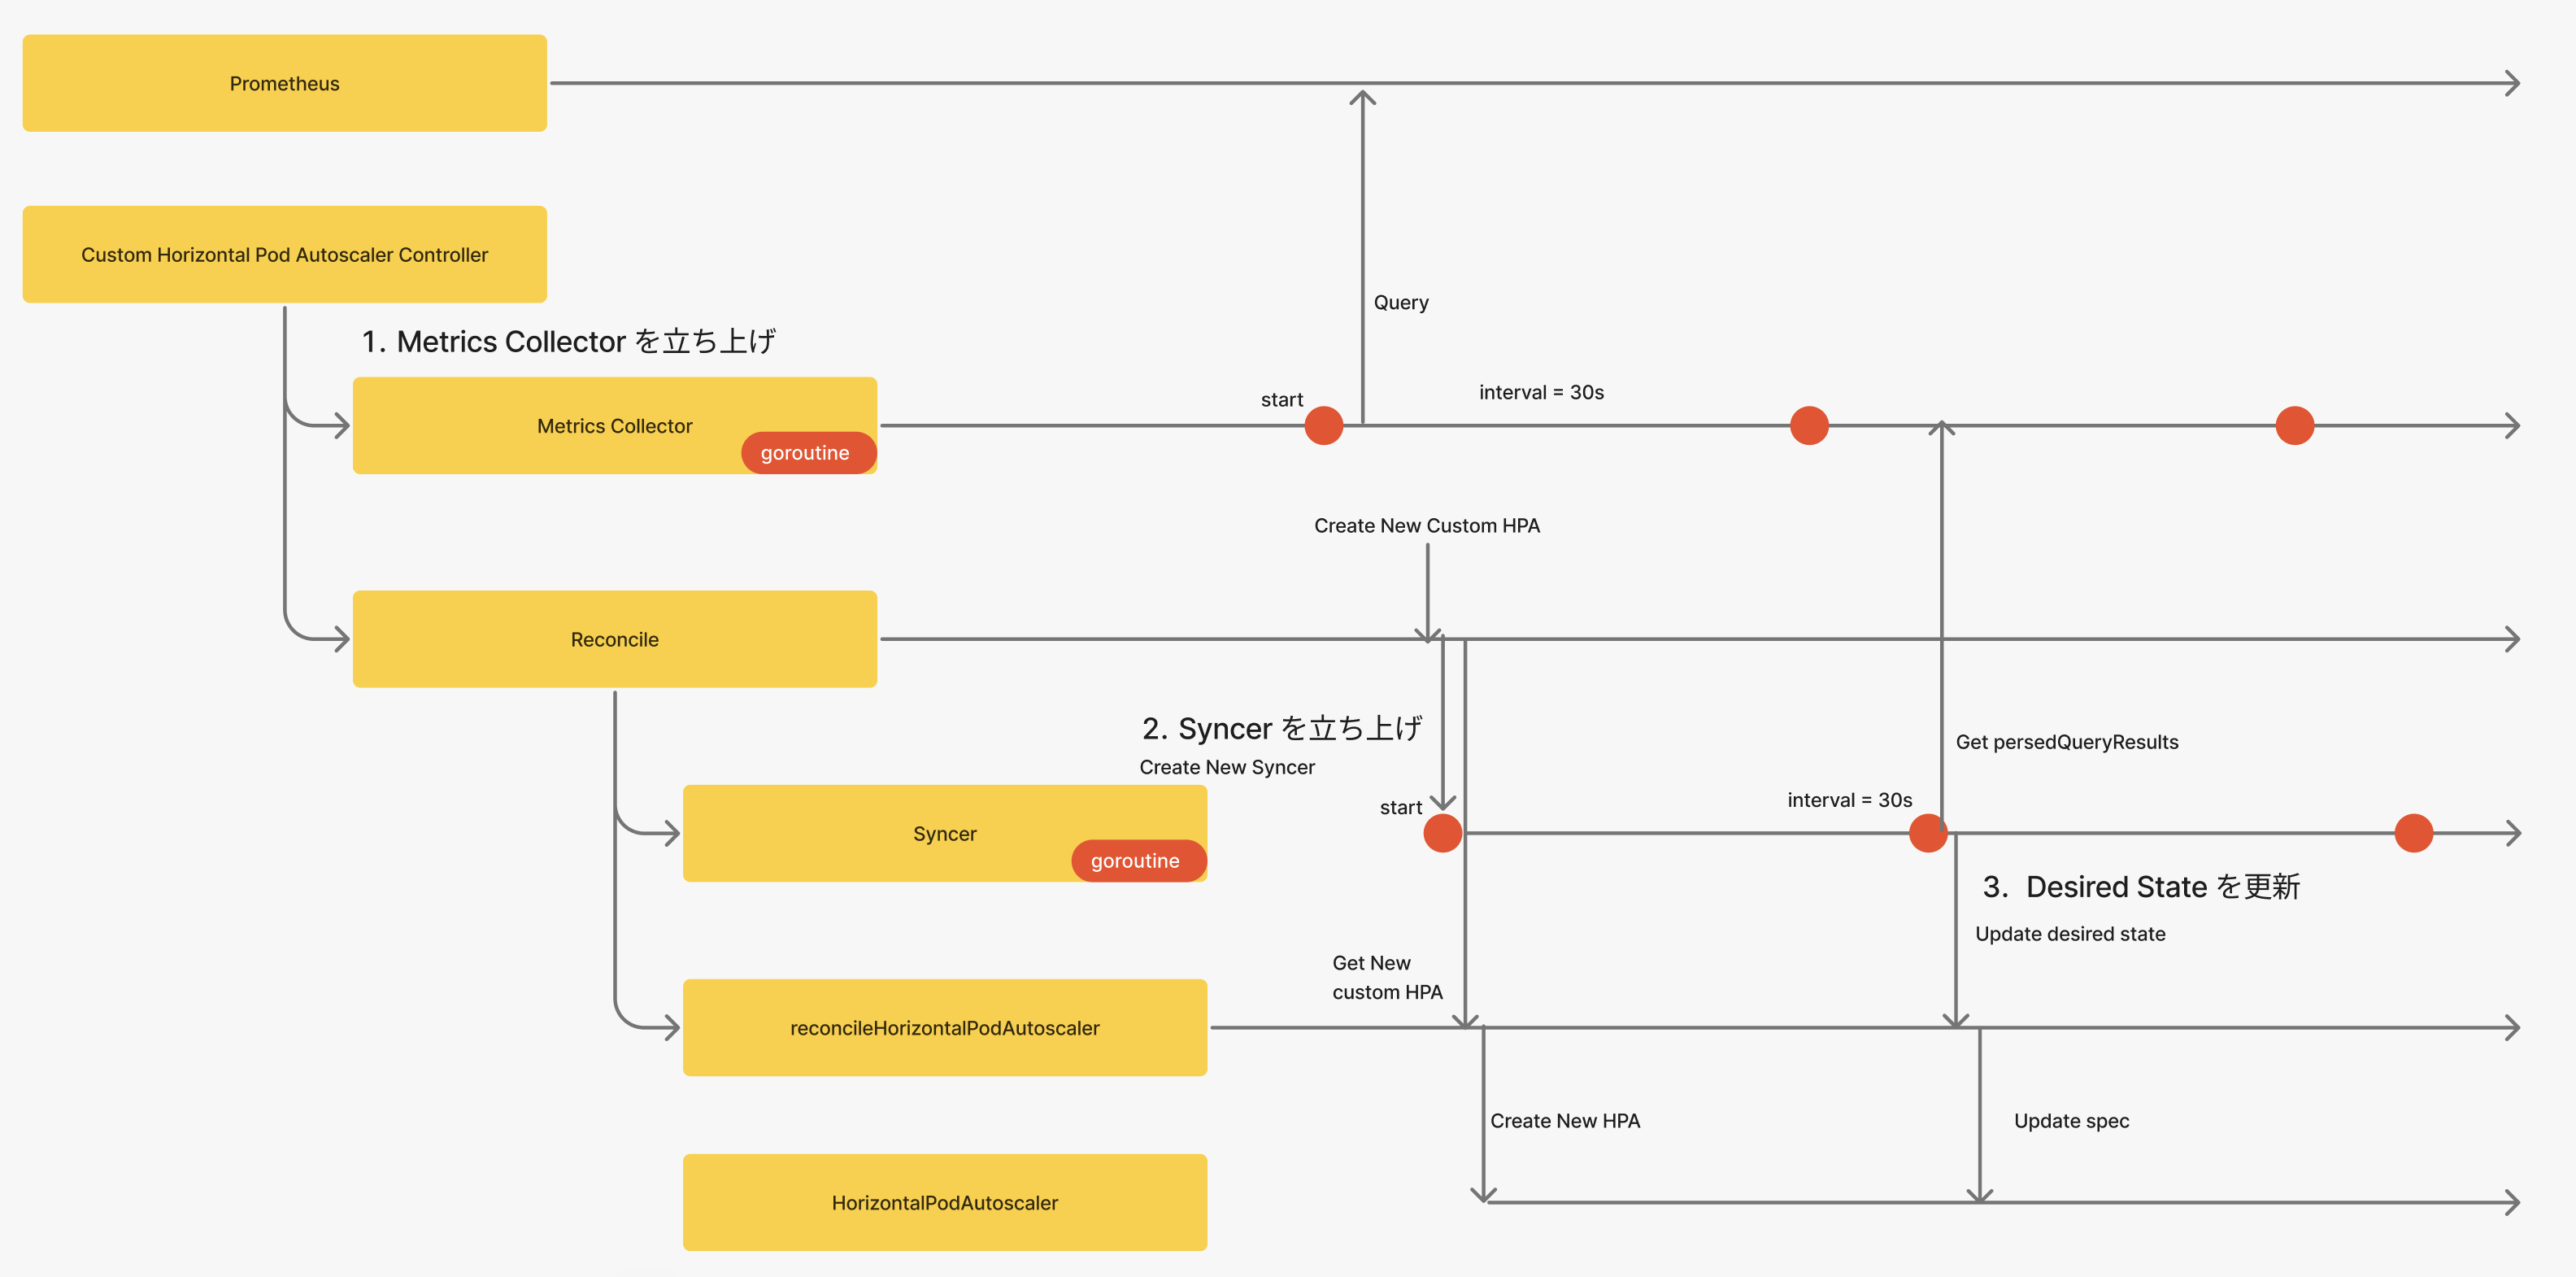 Prometheus
Custom Horizontal Pod Autoscaler Controller
Query
1. Metrics Collector を立ち上げ
Metrics Collector
goroutine
start
interval = 30s
Create New Custom HPA
Reconcile
2. Syncer を立ち上げ
Create New Syncer
Get persedQueryResults
Syncer
goroutine
start
interval = 30s
3. Desired State を更新
Update desired state
Get New
custom HPA
reconcileHorizontalPodAutoscaler
Create New HPA
Update spec
HorizontalPodAutoscaler